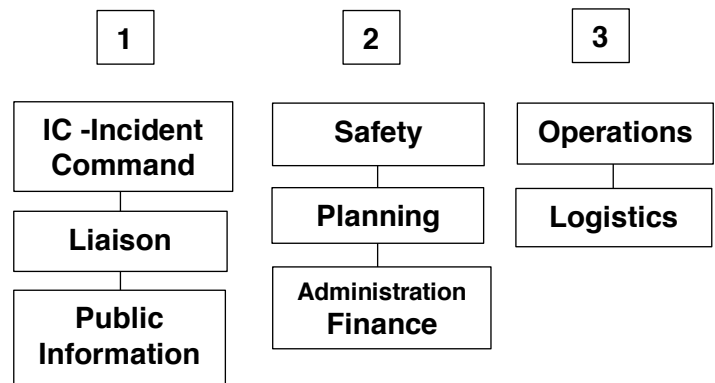 1
IC -Incident
Command
Liaison
Public
Information
2
Safety
Planning
Administration
Finance
3
Operations
Logistics